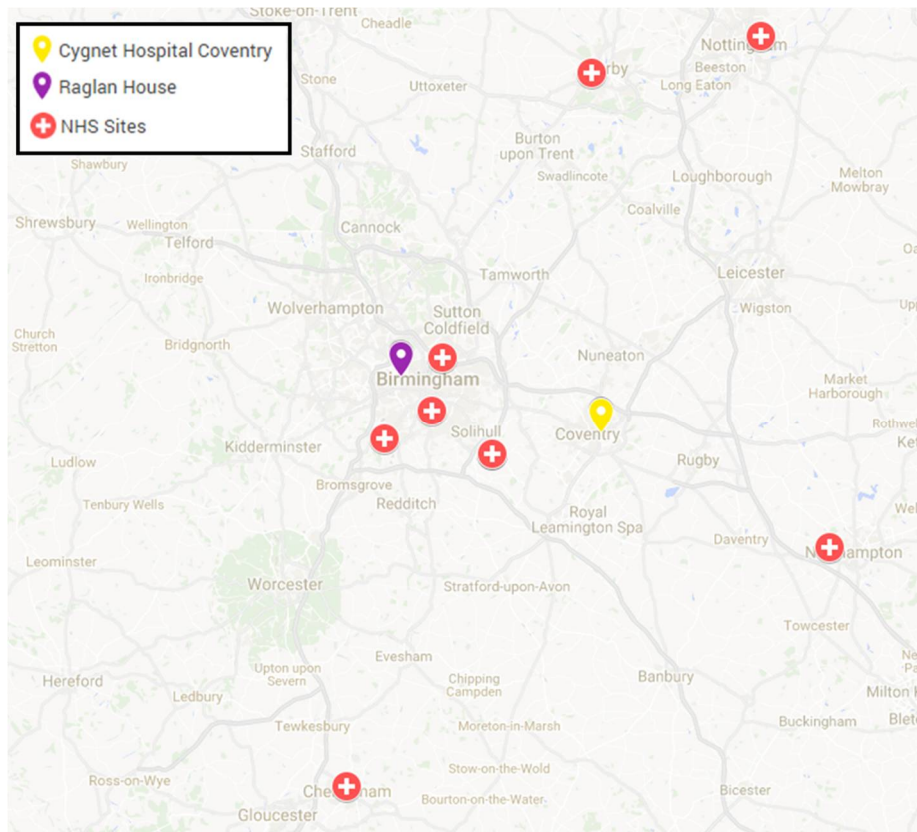 Cygnet Hospital Coventry
Raglan House
NHS Sites
Stoke-on-Trent
Cheadle
Stone
Uttoxeter
Beeston
Long Eaton
Stafford
Burton
upon Trent
Swadlincote
Loughborough
Melton
Mowbray
Shawbury
Coalville
Shrewsbury
Wellington
Telford
Cannock
Ironbridge
Tamworth
Leicester
Wigston
Wolverhampton
Sutton
Coldfield
Church
Stretton
Bridgnorth
Nuneaton
Birmingham
Market
Harborough
Solihull
Coventry
Kidderminster
Ludlow
Rugby
Bromsgrove
Redditch
Tenbury Wells
Royal
Leamington Spa
Daventry
Leominster
Worcester
Stratford-upon-Avon
Towcester
Evesham
Upton upon
Severn
Hereford
Ledbury
Chipping
Campden
Banbury
Milton
Buckingham
Tewkesbury
Moreton-in-Marsh
Ross-on-Wye
Stow-on-the-Wold
Bourton-on-the-Water
Bicester
Gloucester